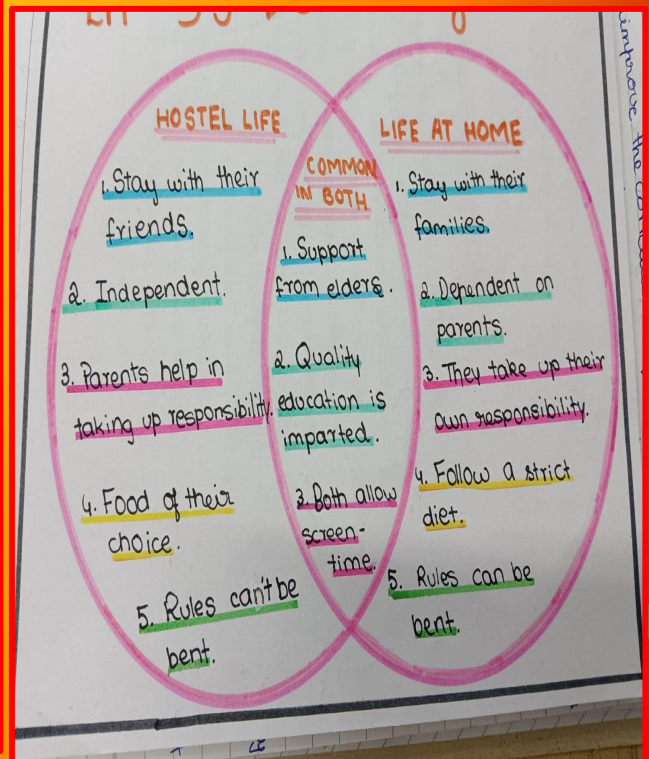 HOSTEL LIFE
1. Stay with their
friends.
2. Independent.
3. Parents help in
taking up responsibility.
4. Food of their
choice.
5. Rules can't be
bent.
COMMON
IN BOTH
1. Support
from elders.
2. Quality
education is
imparted.
3. Both allow
screen-
time.
LIFE AT HOME
1. Stay with their
families.
2. Dependent on
parents.
3. They take up their
own responsibility.
4. Follow a strict
diet.
5. Rules can be
bent.
improve the